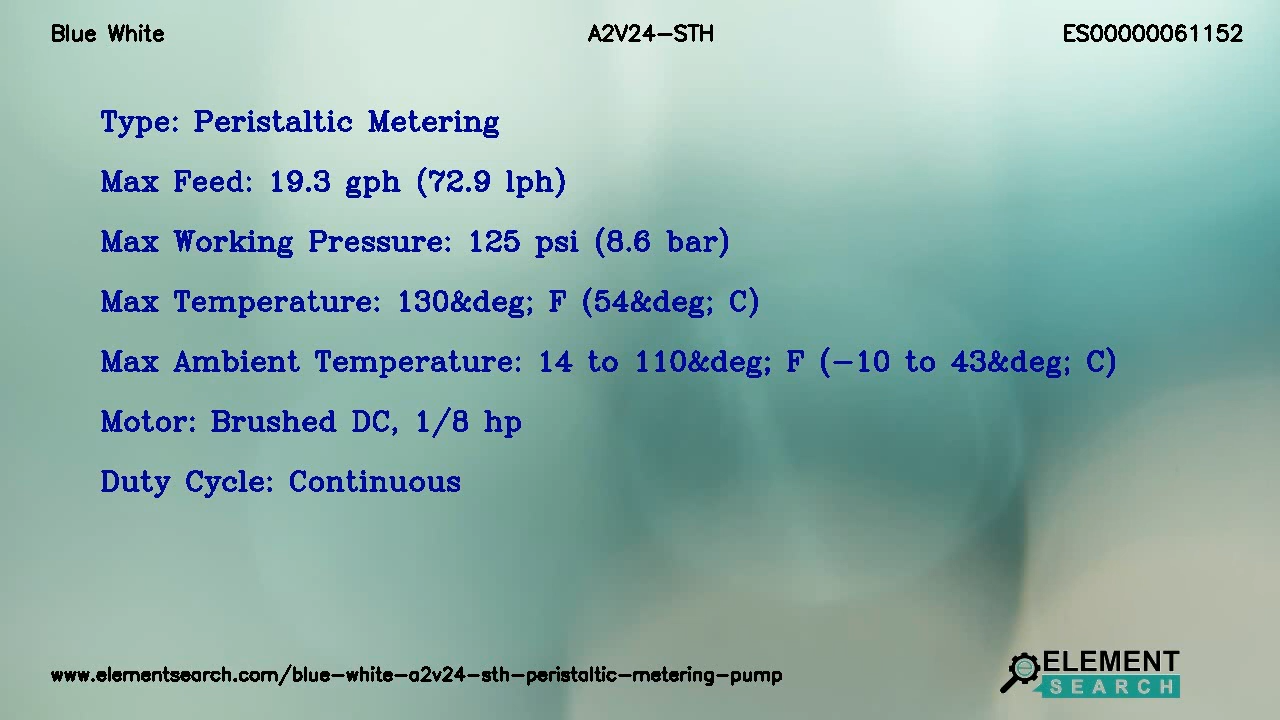 Blue White A2V24-STH ES00000061152
Type: Peristaltic Metering
Max Feed: 19.3 gph (72.9 lph)
Max Working Pressure: 125 psi (8.6 bar)
Max Temperature: 130&deg; F (54&deg; C)
Max Ambient Temperature: 14 to 110&deg; F (-10 to 43&deg; C)
Motor: Brushed DC, 1/8 hp
Duty Cycle: Continuous
www.elementsearch.com/blue-white-a2v24-sth-peristaltic-metering-pump
ELEMENT
SEARCH